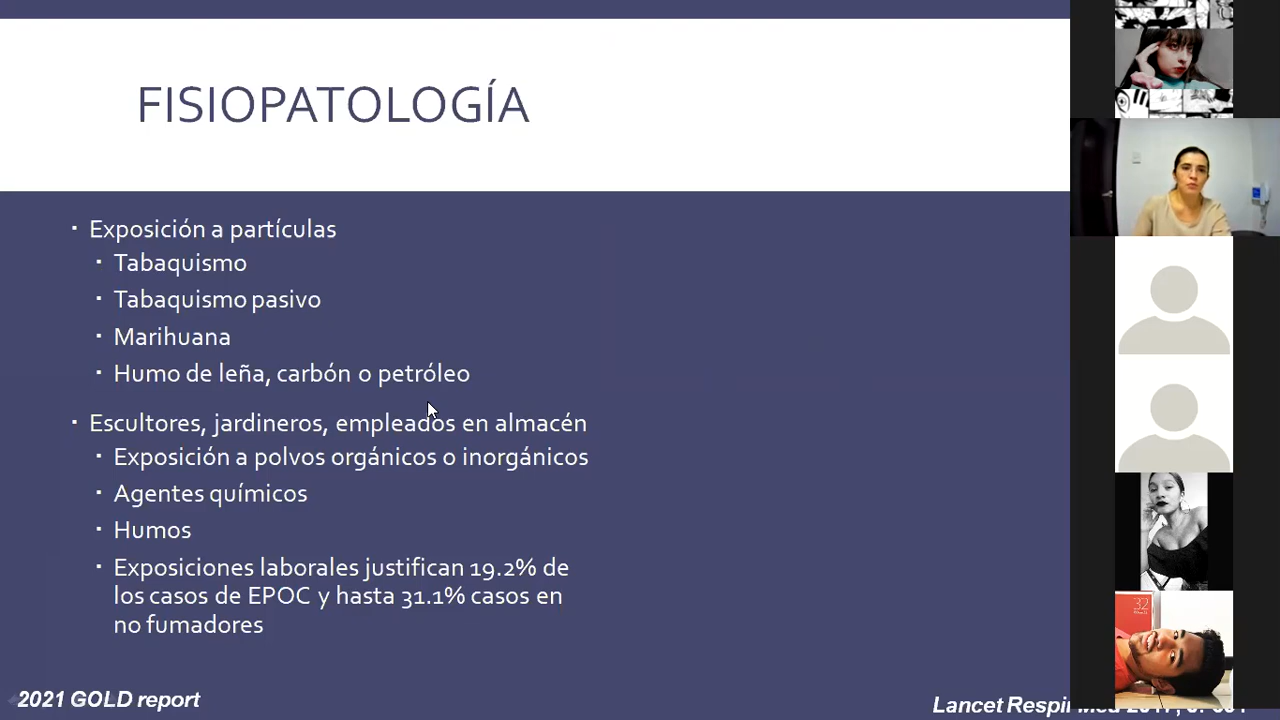 FISIOPATOLOGÍA
Exposición a partículas
Tabaquismo
Tabaquismo pasivo
Marihuana
Humo de leña, carbón o petróleo
Escultores, jardineros, empleados en almacén
Exposición a polvos orgánicos o inorgánicos
Agentes químicos
Humos
Exposiciones laborales justifican 19.2% de
los casos de EPOC y hasta 31.1% casos en
no fumadores
2021 GOLD report
Lancet Respir
32